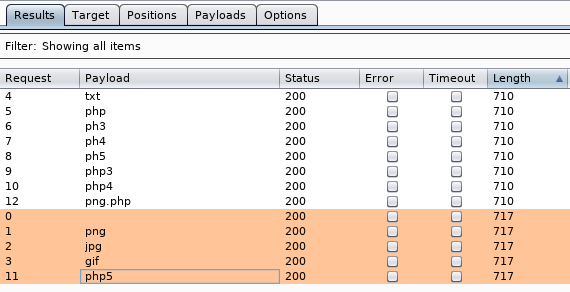 Results Target Positions Payloads Options
Filter: Showing all items
Request Payload Status Error Timeout Length
4 txt 200 710
5 php 200 710
6 ph3 200 710
7 ph4 200 710
8 ph5 200 710
9 php3 200 710
10 php4 200 710
12 png.php 200 710
0 200 717
1 png 200 717
2 jpg 200 717
3 gif 200 717
11 php5 200 717